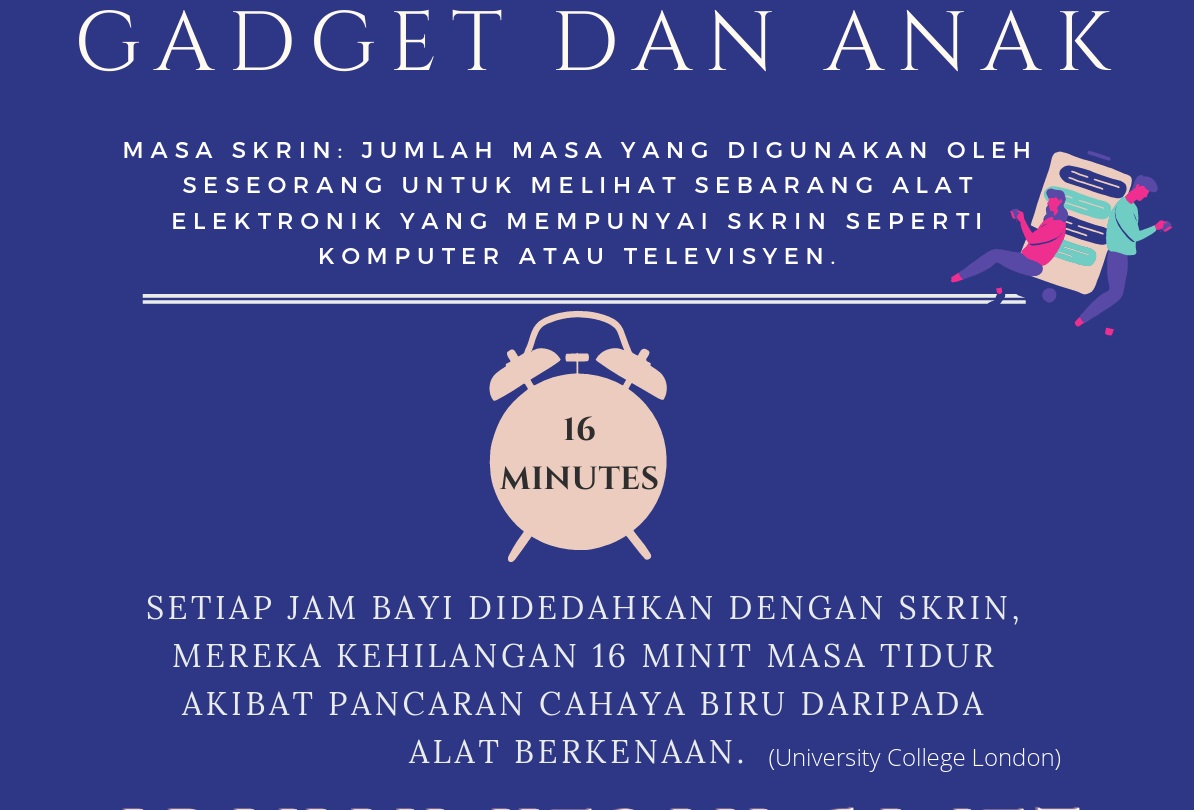 GADGET DAN ANAK
MASA SKRIN: JUMLAH MASA YANG DIGUNAKAN OLEH
SESEORANG UNTUK MELIHAT SEBARANG ALAT
ELEKTRONIK YANG MEMPUNYAI SKRIN SEPERTI
KOMPUTER ATAU TELEVISYEN.
16
MINUTES
SETIAP JAM BAYI DIDEDAHKAN DENGAN SKRIN,
MEREKA KEHILANGAN 16 MINIT MASA TIDUR
AKIBAT PANCARAN CAHAYA BIRU DARIPADA
ALAT BERKENAAN. (University College London)